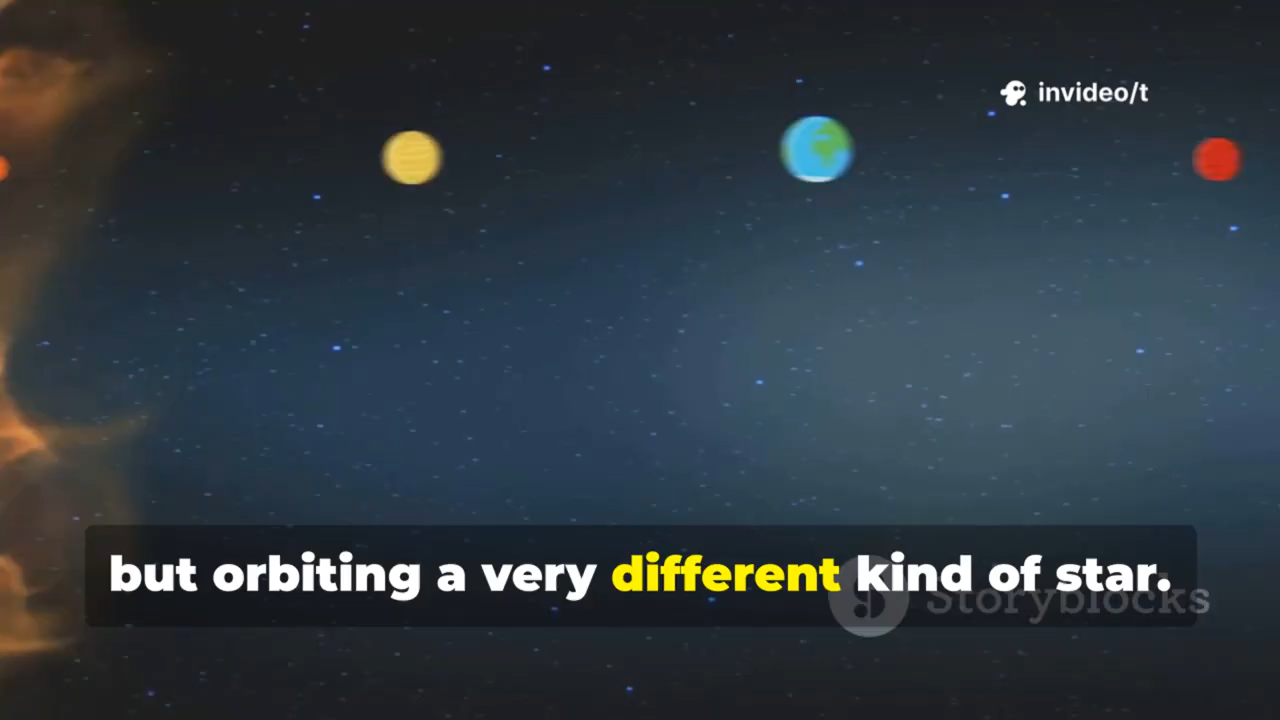 invideo/t
but orbiting a very different kind of star.
Storyblocks